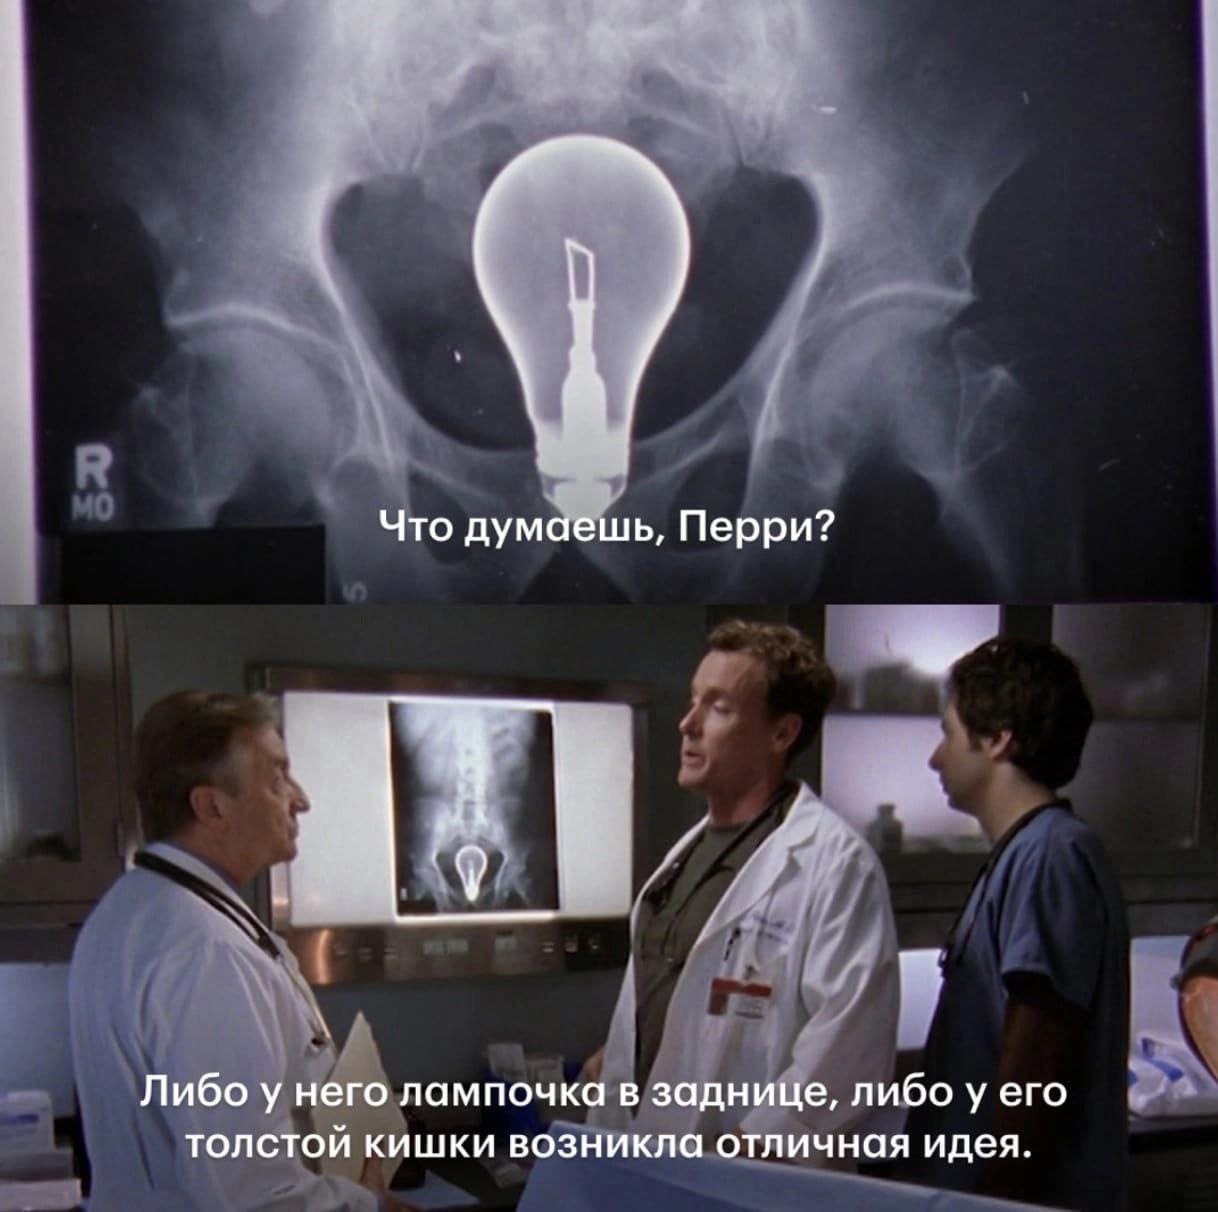 R
MO
Что думаешь, Перри?
Либо у него лампочка в заднице, либо у его
толстой кишки возникла отличная идея.